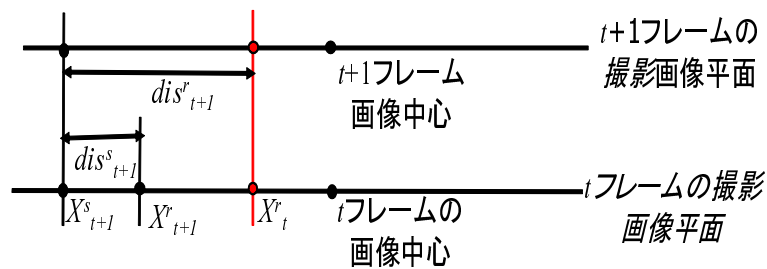 t+1フレームの
撮影画像平面
t+1フレーム
画像中心
dis^r_{t+1}
dis^s_{t+1}
X^s_{t+1}
X^r_{t+1}
X^r_t
tフレームの
画像中心
tフレームの撮影
画像平面